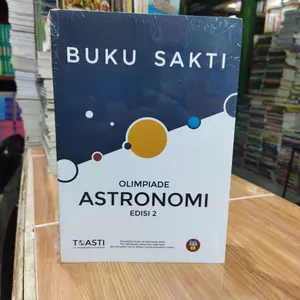 BUKU SAKTI
OLIMPIADE
ASTRONOMI
EDISI 2
TOASTI